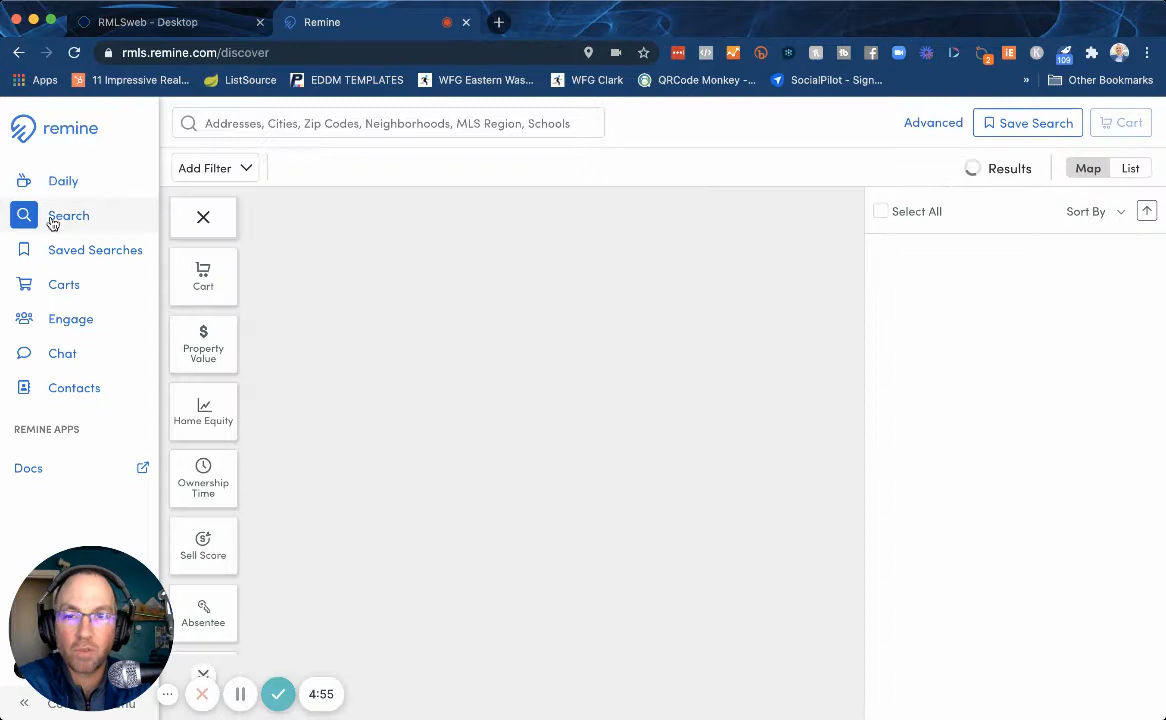 RMLSweb - Desktop
Remine
rmls.remine.com/discover
2
109
Apps
11 Impressive Real...
ListSource
EDDM TEMPLATES
WFG Eastern Was...
WFG Clark
QRCode Monkey -...
SocialPilot - Sign...
»
Other Bookmarks
remine
Addresses, Cities, Zip Codes, Neighborhoods, MLS Region, Schools
Advanced
Save Search
Cart
Daily
Add Filter
Results
Map
List
Search
Select All
Sort By
Saved Searches
Carts
Engage
Chat
Contacts
REMINE APPS
Docs
Cart
Property
Value
Home Equity
Ownership
Time
Sell Score
Absentee
4:55